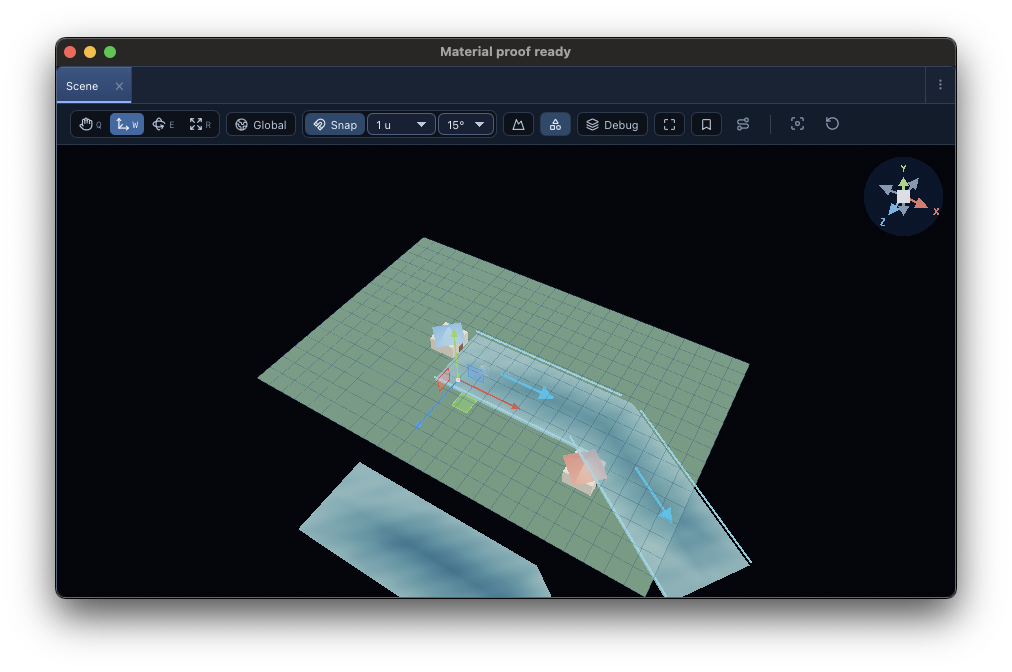 Material proof ready
Scene
Q W E R Global Snap 1 u 15° Debug
Y
X
Z